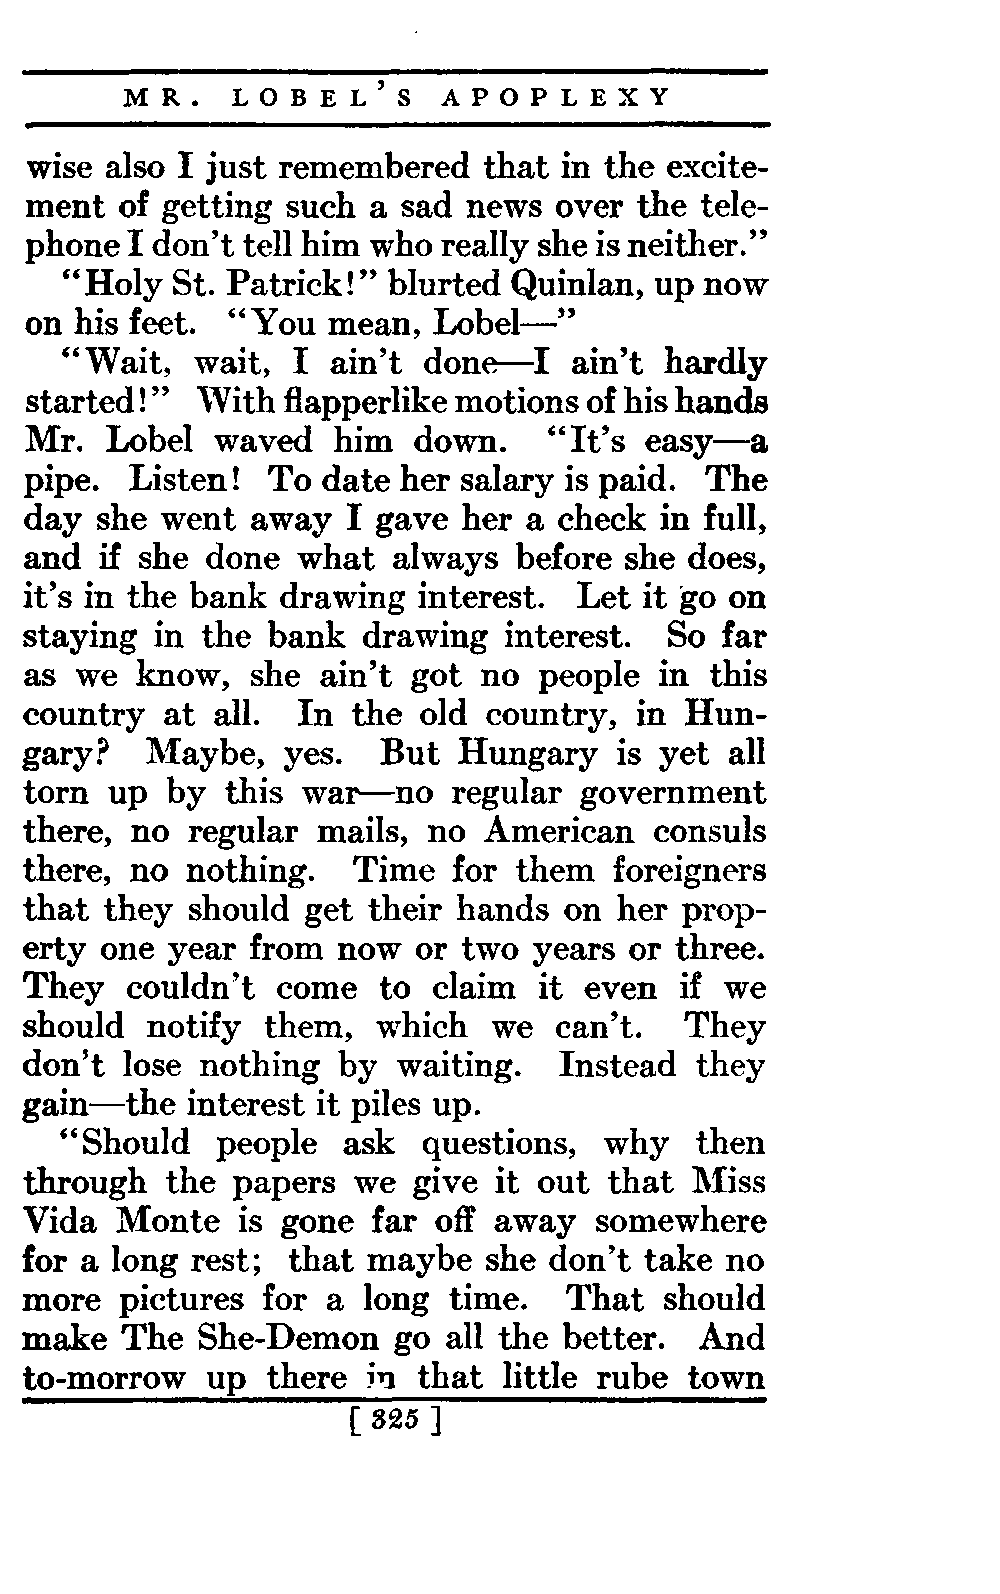 MR. LOBEL'S APOPLEXY
wise also I just remembered that in the excite-
ment of getting such a sad news over the tele-
phone I don't tell him who really she is neither."
"Holy St. Patrick!" blurted Quinlan, up now
on his feet. "You mean, Lobel—"
"Wait, wait, I ain't done—I ain't hardly
started!" With flapperlike motions of his hands
Mr. Lobel waved him down. "It's easy—a
pipe. Listen! To date her salary is paid. The
day she went away I gave her a check in full,
and if she done what always before she does,
it's in the bank drawing interest. Let it go on
staying in the bank drawing interest. So far
as we know, she ain't got no people in this
country at all. In the old country, in Hun-
gary? Maybe, yes. But Hungary is yet all
torn up by this war—no regular government
there, no regular mails, no American consuls
there, no nothing. Time for them foreigners
that they should get their hands on her prop-
erty one year from now or two years or three.
They couldn't come to claim it even if we
should notify them, which we can't. They
don't lose nothing by waiting. Instead they
gain—the interest it piles up.
"Should people ask questions, why then
through the papers we give it out that Miss
Vida Monte is gone far off away somewhere
for a long rest; that maybe she don't take no
more pictures for a long time. That should
make The She-Demon go all the better. And
to-morrow up there in that little rube town
[ 325 ]